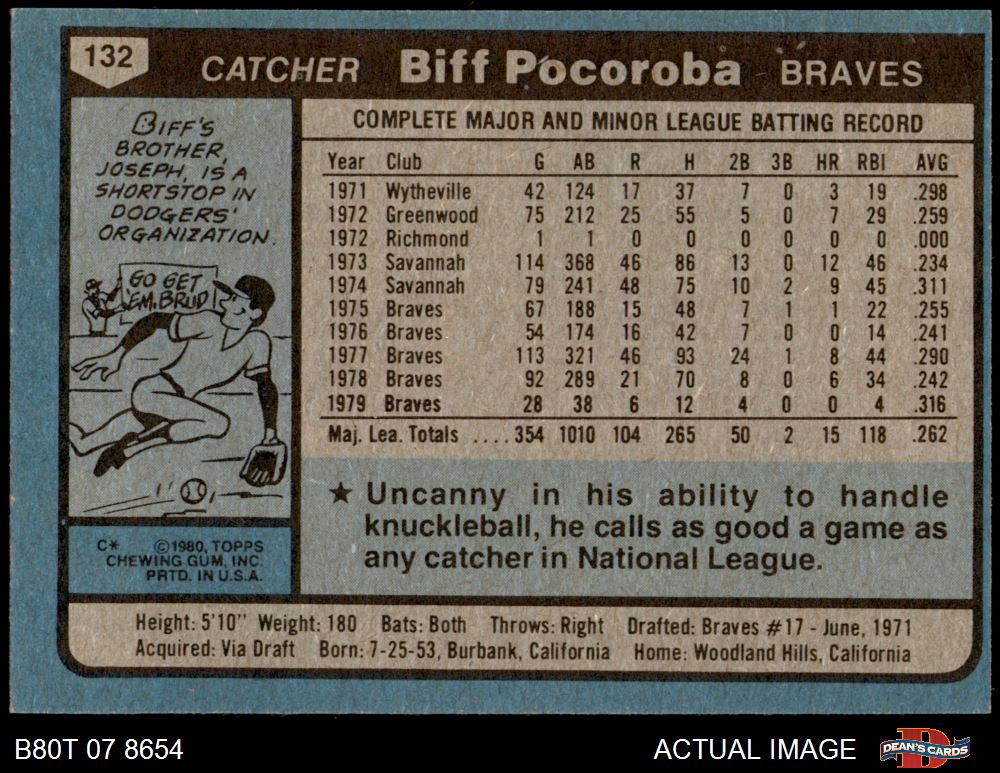 132
CATCHER Biff Pocoroba BRAVES
BIFF'S
BROTHER,
JOSEPH, IS A
SHORTSTOP IN
DODGERS'
ORGANIZATION.
GO GET
'EM, BRUD!
C* ©1980, TOPPS
CHEWING GUM, INC.
PRTD. IN U.S.A.
COMPLETE MAJOR AND MINOR LEAGUE BATTING RECORD
Year Club G AB R H 2B 3B HR RBI AVG
1971 Wytheville 42 124 17 37 7 0 3 19 .298
1972 Greenwood 75 212 25 55 5 0 7 29 .259
1972 Richmond 1 1 0 0 0 0 0 0 .000
1973 Savannah 114 368 46 86 13 0 12 46 .234
1974 Savannah 79 241 48 75 10 2 9 45 .311
1975 Braves 67 188 15 48 7 1 1 22 .255
1976 Braves 54 174 16 42 7 0 0 14 .241
1977 Braves 113 321 46 93 24 1 8 44 .290
1978 Braves 92 289 21 70 8 0 6 34 .242
1979 Braves 28 38 6 12 4 0 0 4 .316
Maj. Lea. Totals .... 354 1010 104 265 50 2 15 118 .262
★ Uncanny in his ability to handle
knuckleball, he calls as good a game as
any catcher in National League.
Height: 5'10" Weight: 180 Bats: Both Throws: Right Drafted: Braves #17 - June, 1971
Acquired: Via Draft Born: 7-25-53, Burbank, California Home: Woodland Hills, California
B80T 07 8654 ACTUAL IMAGE DEAN'S CARDS